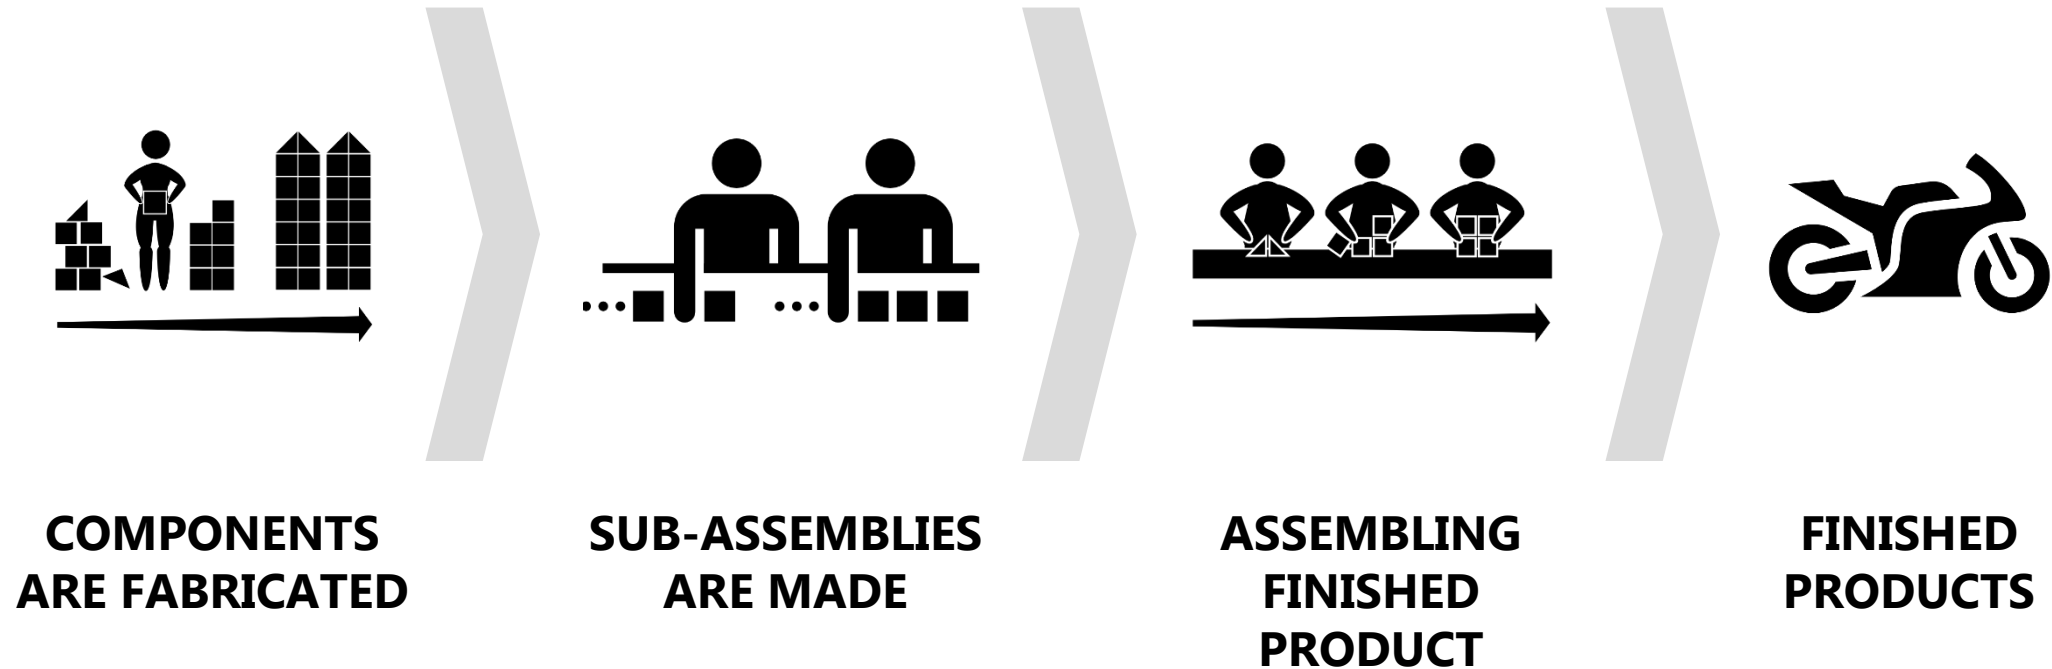 COMPONENTS
ARE FABRICATED
SUB-ASSEMBLIES
ARE MADE
ASSEMBLING
FINISHED
PRODUCT
FINISHED
PRODUCTS